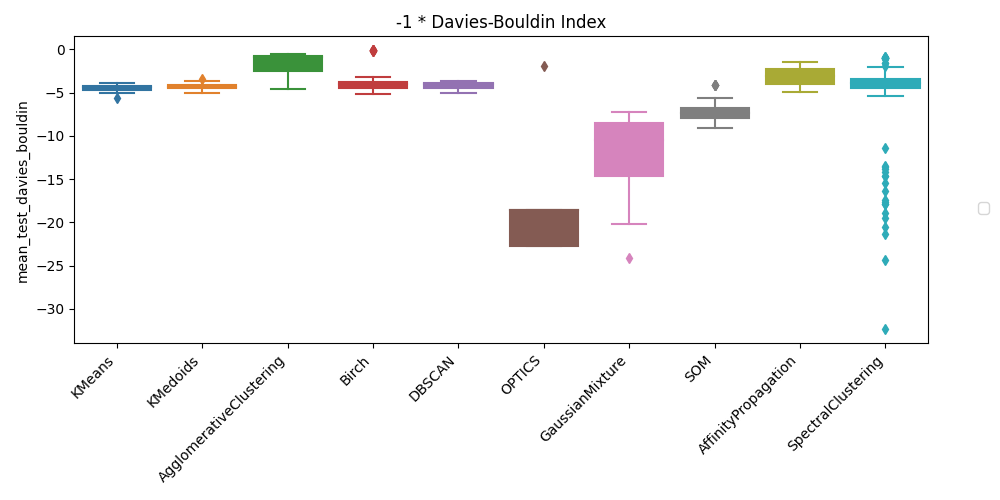 -1 * Davies-Bouldin Index
mean_test_davies_bouldin
0
−5
−10
−15
−20
−25
−30
KMeans
KMedoids
AgglomerativeClustering
Birch
DBSCAN
OPTICS
GaussianMixture
SOM
AffinityPropagation
SpectralClustering